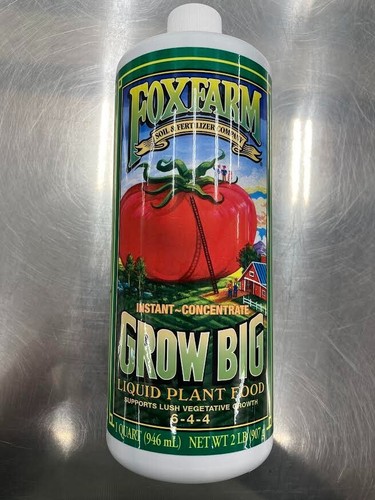 FOXFARM
SOIL & FERTILIZER COMPANY
INSTANT~CONCENTRATE
GROW BIG
LIQUID PLANT FOOD
SUPPORTS LUSH VEGETATIVE GROWTH
6-4-4
1 QUART (946 mL) NET WT 2 LB (907 g